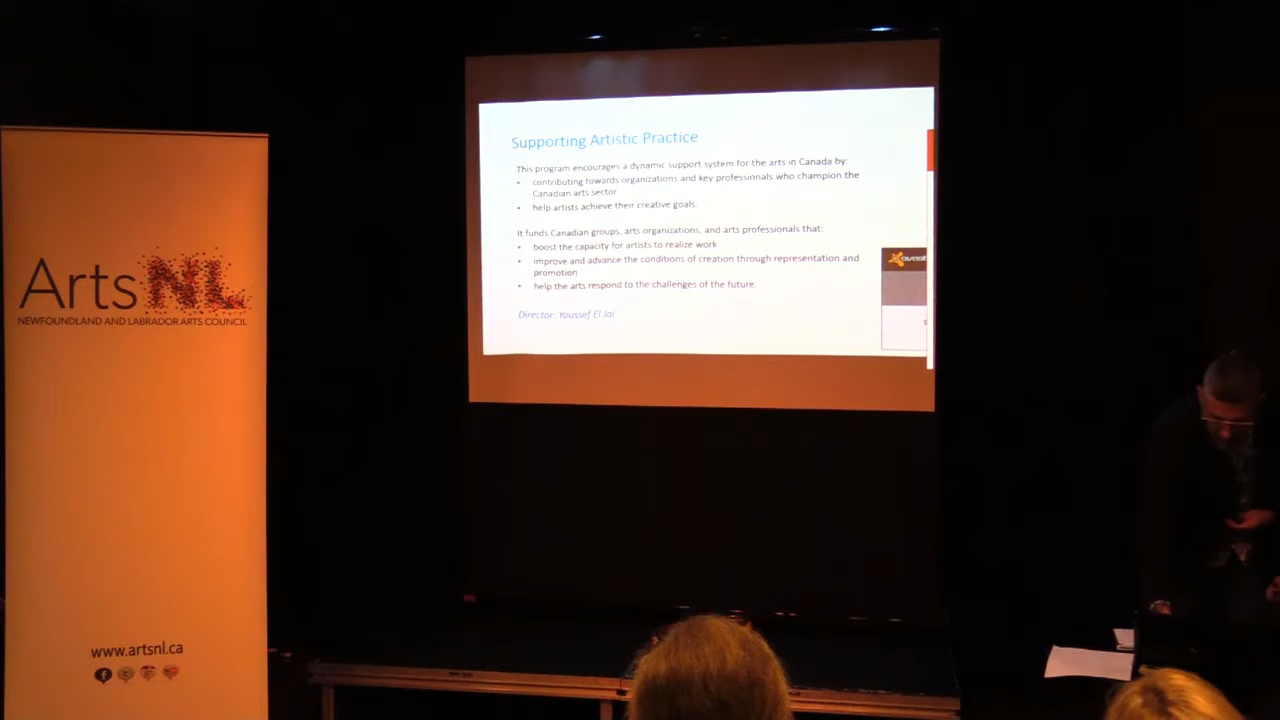 Arts NL
NEWFOUNDLAND AND LABRADOR ARTS COUNCIL
www.artsnl.ca
Supporting Artistic Practice
This program encourages a dynamic support system for the arts in Canada by:
• contributing towards organizations and key professionals who champion the
Canadian arts sector
• help artists achieve their creative goals.
It funds Canadian groups, arts organizations, and arts professionals that:
• boost the capacity for artists to realize work
• improve and advance the conditions of creation through representation and
promotion
• help the arts respond to the challenges of the future.
Director: Youssef El Jai
avast